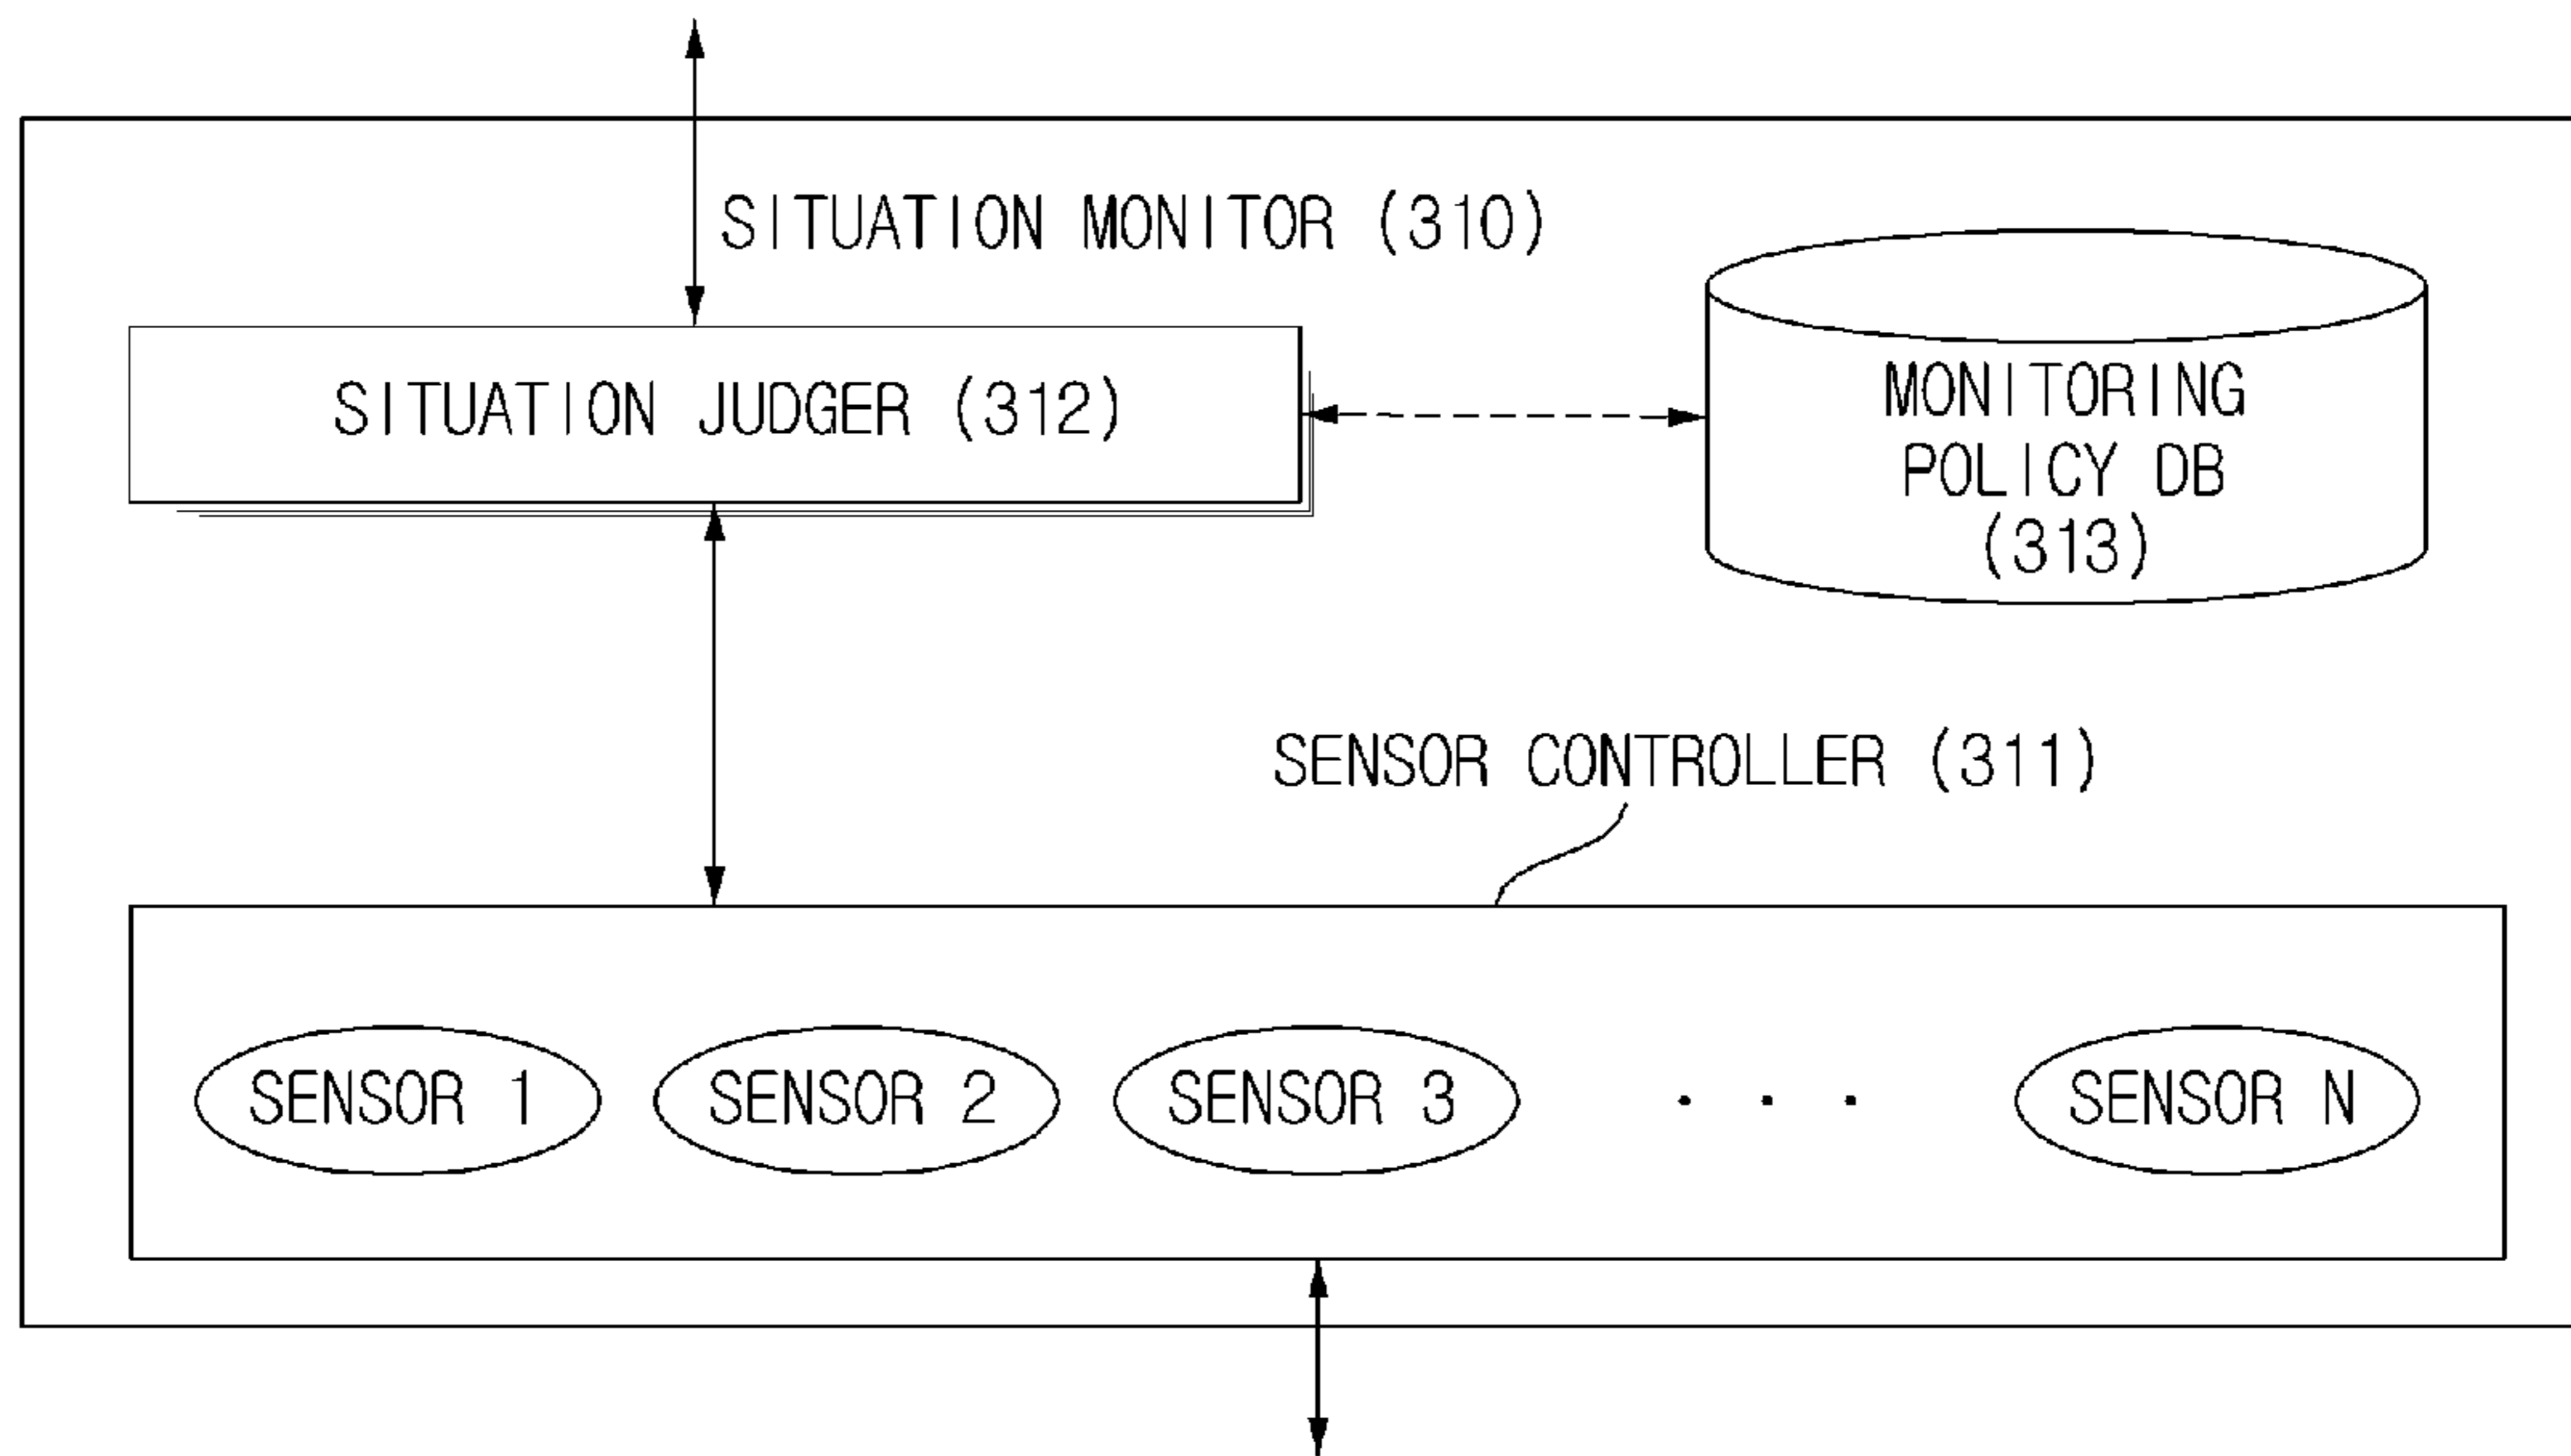 SITUATION MONITOR (310)
SITUATION JUDGER (312)
MONITORING
POLICY DB
(313)
SENSOR CONTROLLER (311)
SENSOR 1
SENSOR 2
SENSOR 3
. . .
SENSOR N